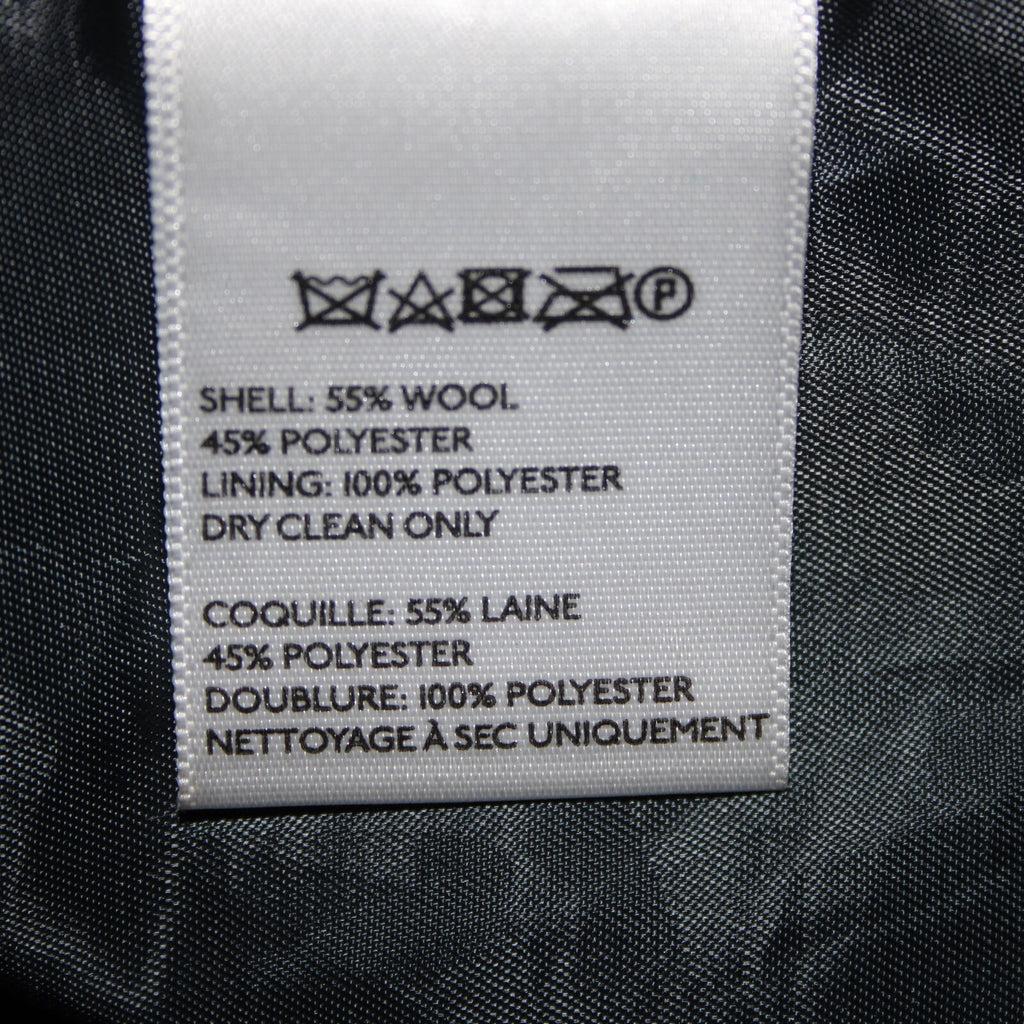 P
SHELL: 55% WOOL
45% POLYESTER
LINING: 100% POLYESTER
DRY CLEAN ONLY
COQUILLE: 55% LAINE
45% POLYESTER
DOUBLURE: 100% POLYESTER
NETTOYAGE À SEC UNIQUEMENT